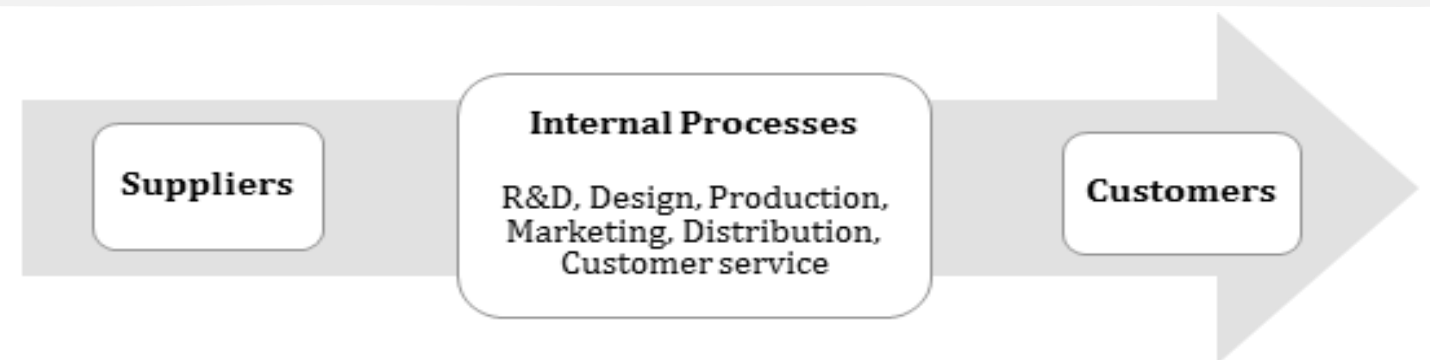 Suppliers
Internal Processes
R&D, Design, Production,
Marketing, Distribution,
Customer service
Customers